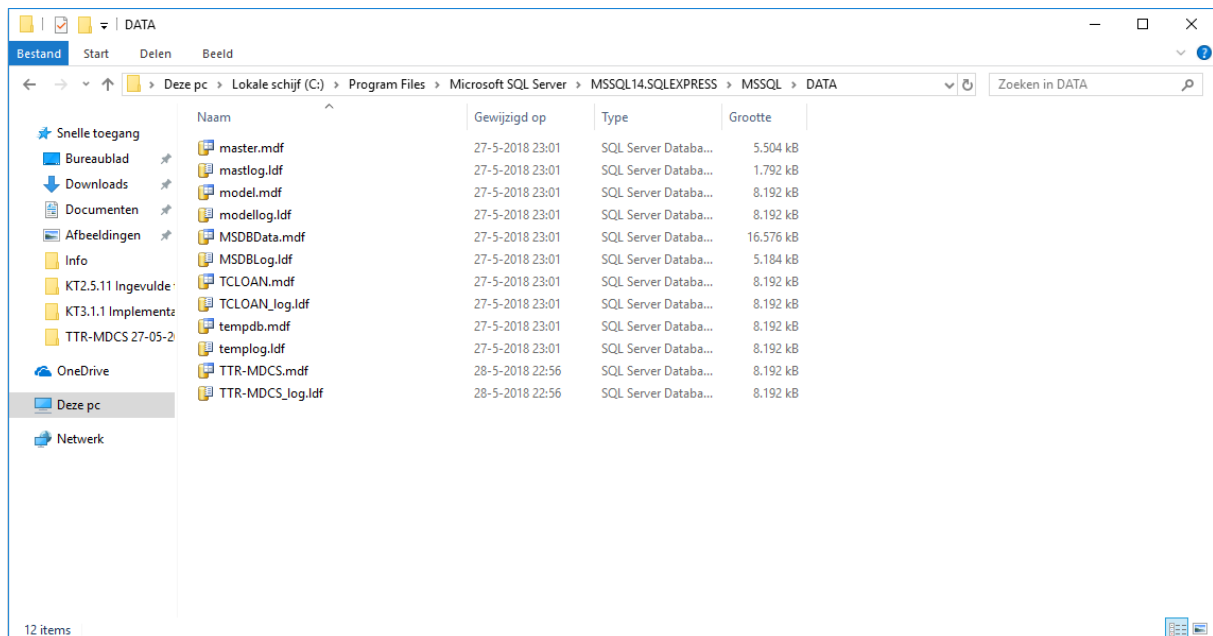 DATA
Bestand Start Delen Beeld
Deze pc Lokale schijf (C:) Program Files Microsoft SQL Server MSSQL14.SQLEXPRESS MSSQL DATA Zoeken in DATA
Naam Gewijzigd op Type Grootte
Snelle toegang
Bureaublad
Downloads
Documenten
Afbeeldingen
Info
KT2.5.11 Ingevulde
KT3.1.1 Implementa
TTR-MDCS 27-05-2
OneDrive
Deze pc
Netwerk
master.mdf 27-5-2018 23:01 SQL Server Databa... 5.504 kB
mastlog.ldf 27-5-2018 23:01 SQL Server Databa... 1.792 kB
model.mdf 27-5-2018 23:01 SQL Server Databa... 8.192 kB
modellog.ldf 27-5-2018 23:01 SQL Server Databa... 8.192 kB
MSDBData.mdf 27-5-2018 23:01 SQL Server Databa... 16.576 kB
MSDBLog.ldf 27-5-2018 23:01 SQL Server Databa... 5.184 kB
TCLOAN.mdf 27-5-2018 23:01 SQL Server Databa... 8.192 kB
TCLOAN_log.ldf 27-5-2018 23:01 SQL Server Databa... 8.192 kB
tempdb.mdf 27-5-2018 23:01 SQL Server Databa... 8.192 kB
templog.ldf 27-5-2018 23:01 SQL Server Databa... 8.192 kB
TTR-MDCS.mdf 28-5-2018 22:56 SQL Server Databa... 8.192 kB
TTR-MDCS_log.ldf 28-5-2018 22:56 SQL Server Databa... 8.192 kB
12 items